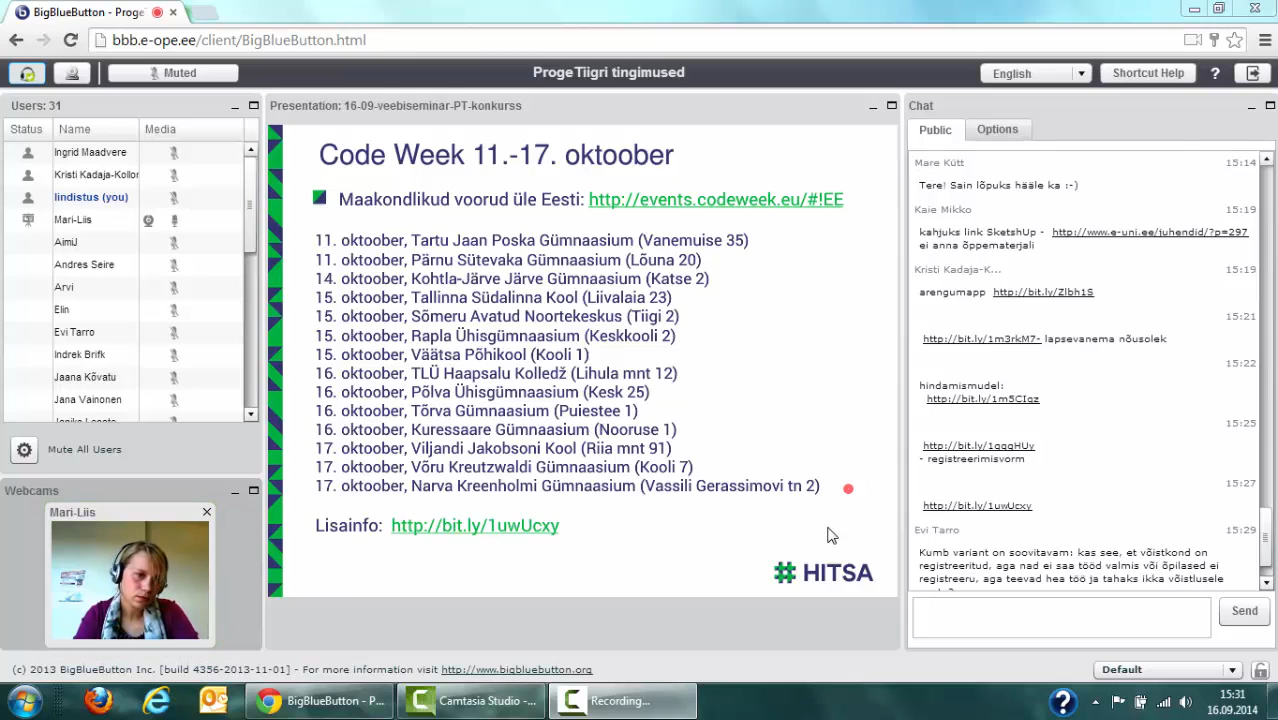 BigBlueButton - Proge
bbb.e-ope.ee/client/BigBlueButton.html
Muted
ProgeTiigri tingimused
English
Shortcut Help
?
Users: 31
Status Name Media
Ingrid Maadvere
Kristi Kadaja-Kollor
lindistus (you)
Mari-Liis
AimiJ
Andres Seire
Arvi
Elin
Evi Tarro
Indrek Brifk
Jaana Kõvatu
Jana Vainonen
Mute All Users
Webcams
Mari-Liis
Presentation: 16-09-veebiseminar-PT-konkurss
Code Week 11.-17. oktoober
Maakondlikud voorud üle Eesti: http://events.codeweek.eu/#!EE
11. oktoober, Tartu Jaan Poska Gümnaasium (Vanemuise 35)
11. oktoober, Pärnu Sütevaka Gümnaasium (Lõuna 20)
14. oktoober, Kohtla-Järve Järve Gümnaasium (Katse 2)
15. oktoober, Tallinna Südalinna Kool (Liivalaia 23)
15. oktoober, Sõmeru Avatud Noortekeskus (Tiigi 2)
15. oktoober, Rapla Ühisgümnaasium (Keskkooli 2)
15. oktoober, Väätsa Põhikool (Kooli 1)
16. oktoober, TLÜ Haapsalu Kolledž (Lihula mnt 12)
16. oktoober, Põlva Ühisgümnaasium (Kesk 25)
16. oktoober, Tõrva Gümnaasium (Puiestee 1)
16. oktoober, Kuressaare Gümnaasium (Nooruse 1)
17. oktoober, Viljandi Jakobsoni Kool (Riia mnt 91)
17. oktoober, Võru Kreutzwaldi Gümnaasium (Kooli 7)
17. oktoober, Narva Kreenholmi Gümnaasium (Vassili Gerassimovi tn 2)
Lisainfo: http://bit.ly/1uwUcxy
HITSA
Chat
Public Options
Mare Kütt 15:14
Tere! Sain lõpuks hääle ka :-)
Kaie Mikko 15:19
kahjuks link SketshUp - http://www.e-uni.ee/juhendid/?p=297
ei anna õppematerjali
Kristi Kadaja-K... 15:19
arengumapp http://bit.ly/Zlbh1S
15:21
http://bit.ly/1m3rkM7- lapsevanema nõusolek
15:22
hindamismudel:
http://bit.ly/1m5CIqz
15:25
http://bit.ly/1qqgHUv
- registreerimisvorm
15:27
http://bit.ly/1uwUcxy
Evi Tarro 15:29
Kumb variant on soovitavam: kas see, et võistkond on
registreeritud, aga nad ei saa tööd valmis või õpilased ei
registreeru, aga teevad hea töö ja tahaks ikka võistlusele
Send
(c) 2013 BigBlueButton Inc. [build 4356-2013-11-01] - For more information visit http://www.bigbluebutton.org
Default
BigBlueButton - P...
Camtasia Studio -...
Recording...
15:31
16.09.2014